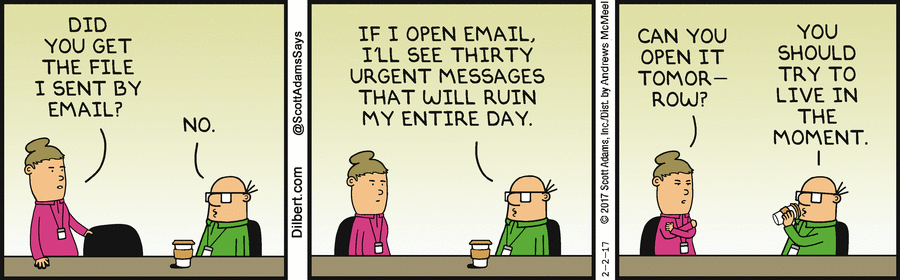 DID
YOU GET
THE FILE
I SENT BY
EMAIL?
NO.
Dilbert.com
@ScottAdamsSays
IF I OPEN EMAIL,
I'LL SEE THIRTY
URGENT MESSAGES
THAT WILL RUIN
MY ENTIRE DAY.
2-2-17 © 2017 Scott Adams, Inc./Dist. by Andrews McMeel
CAN YOU
OPEN IT
TOMOR-
ROW?
YOU
SHOULD
TRY TO
LIVE IN
THE
MOMENT.